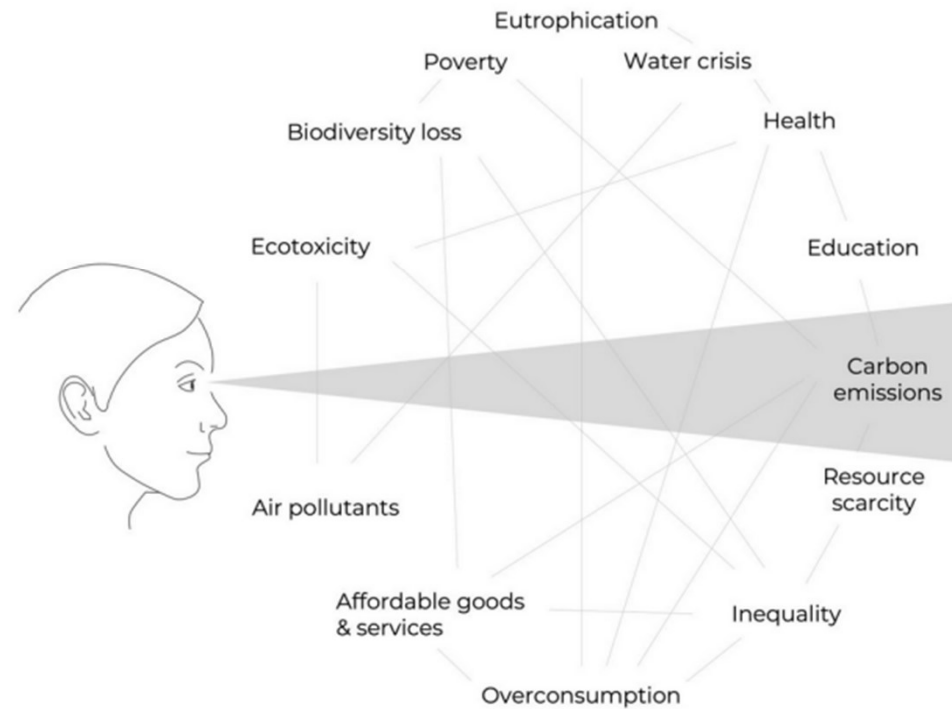 Eutrophication
Poverty
Water crisis
Health
Biodiversity loss
Ecotoxicity
Education
Carbon
emissions
Resource
scarcity
Air pollutants
Affordable goods
& services
Inequality
Overconsumption